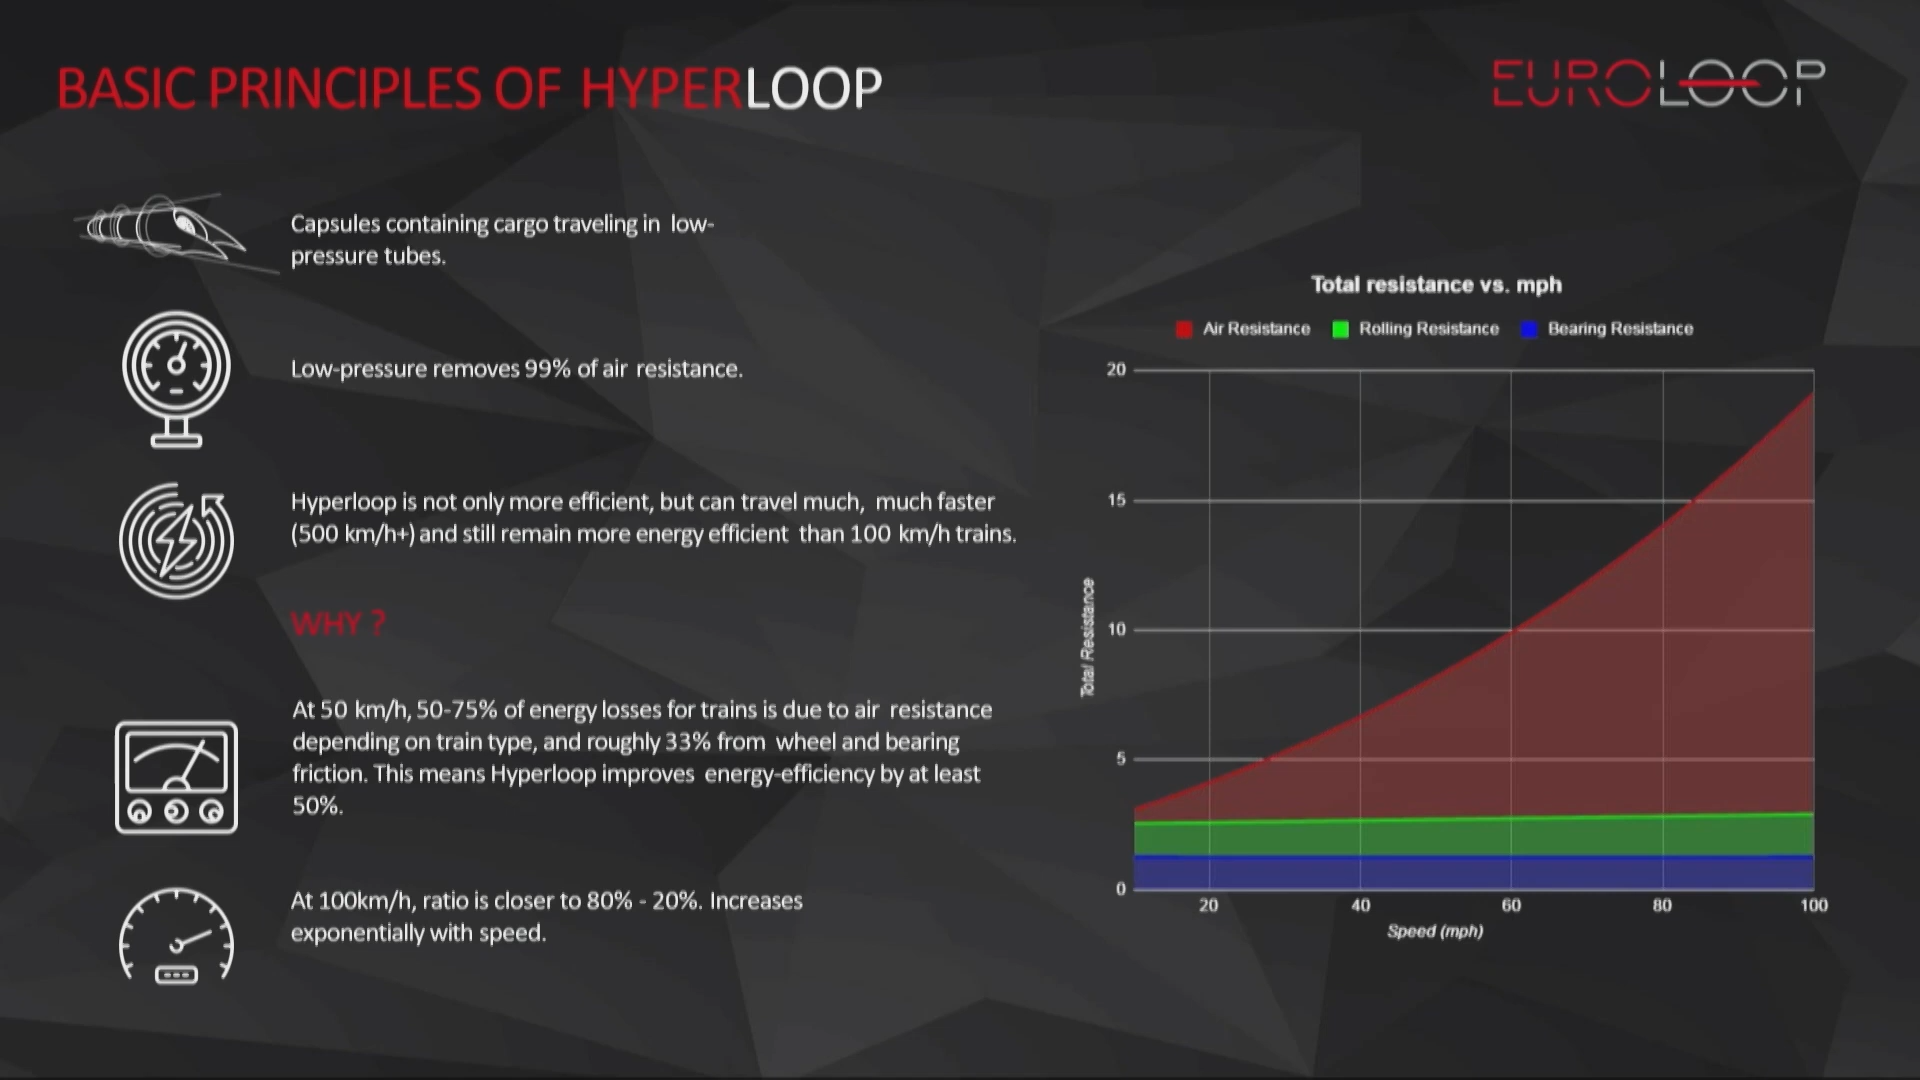 BASIC PRINCIPLES OF HYPERLOOP
EUROLOOP
Capsules containing cargo traveling in low-
pressure tubes.
Low-pressure removes 99% of air resistance.
Hyperloop is not only more efficient, but can travel much, much faster
(500 km/h+) and still remain more energy efficient than 100 km/h trains.
WHY ?
At 50 km/h, 50-75% of energy losses for trains is due to air resistance
depending on train type, and roughly 33% from wheel and bearing
friction. This means Hyperloop improves energy-efficiency by at least
50%.
At 100km/h, ratio is closer to 80% - 20%. Increases
exponentially with speed.
Total resistance vs. mph
Air Resistance Rolling Resistance Bearing Resistance
Total Resistance
20
15
10
5
0
20 40 60 80 100
Speed (mph)